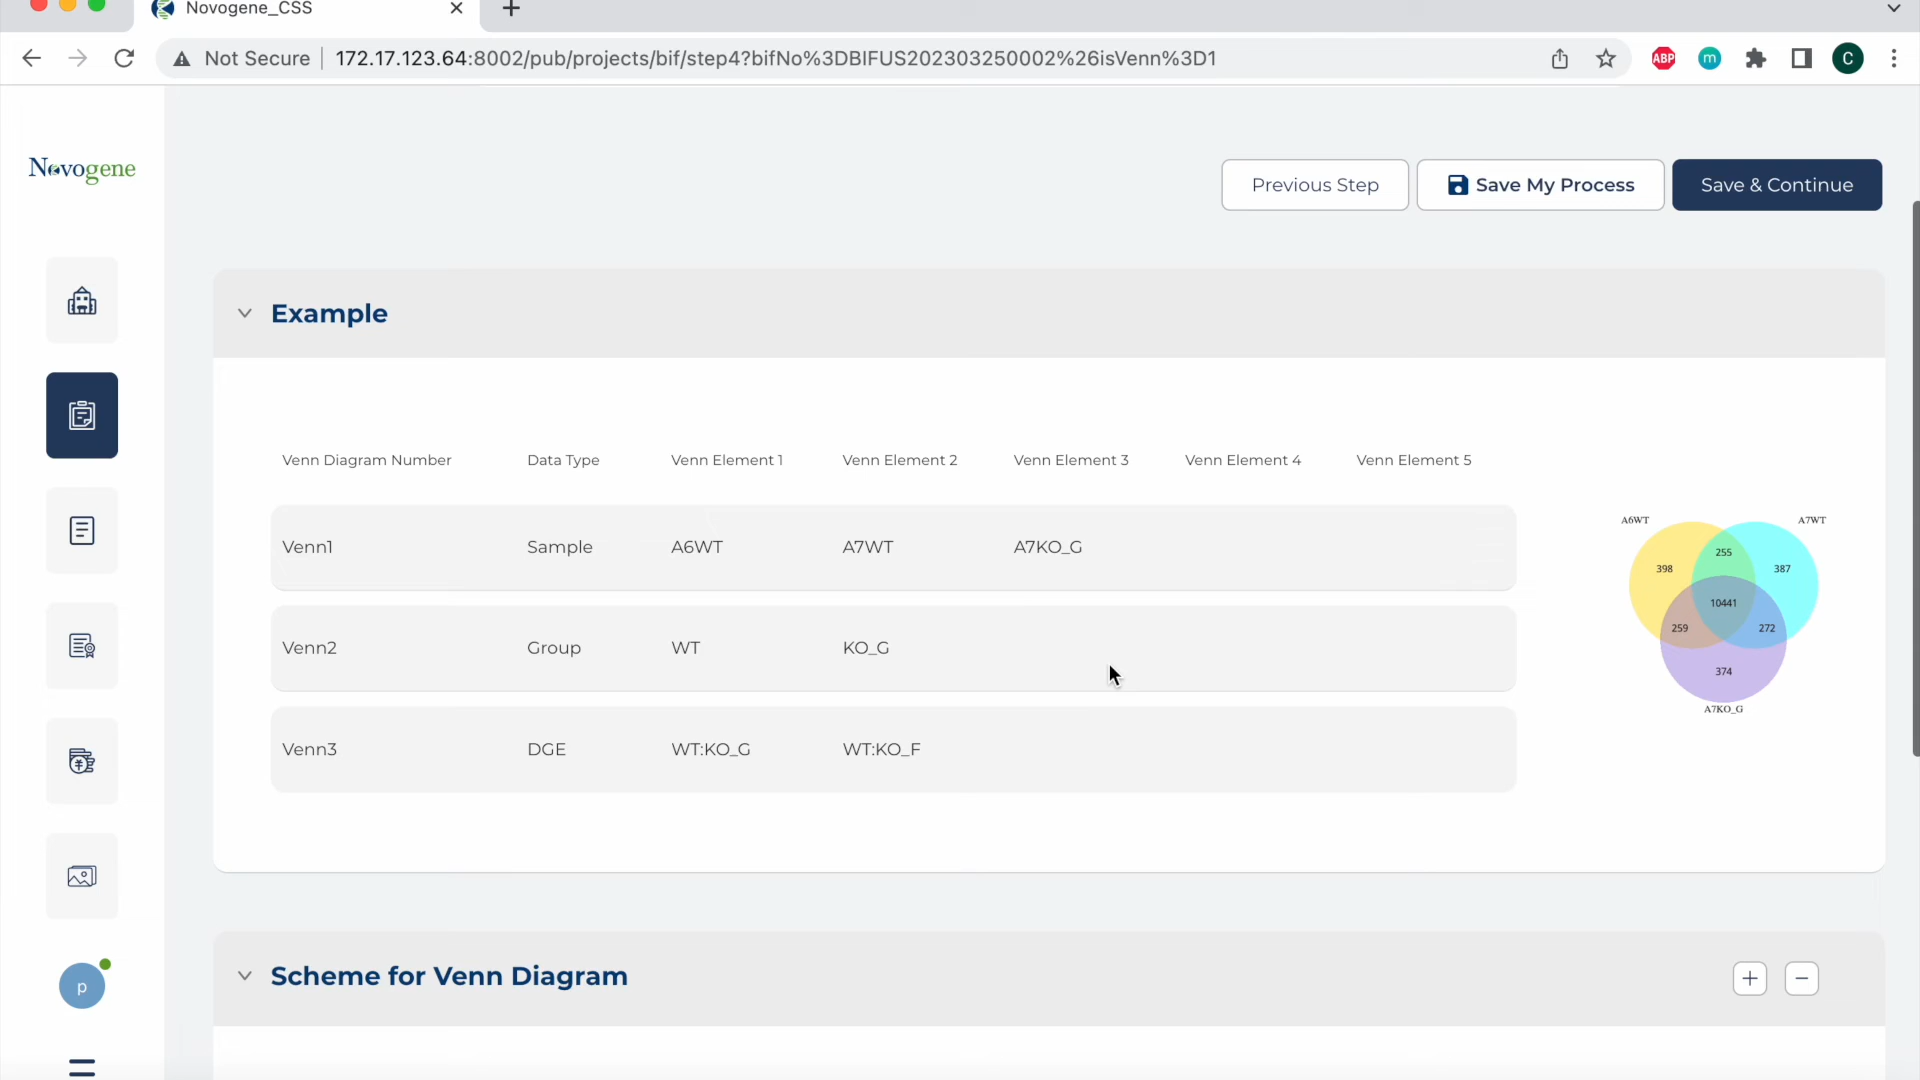 Novogene_CSS
Not Secure 172.17.123.64:8002/pub/projects/bif/step4?bifNo%3DBIFUS202303250002%26isVenn%3D1
ABP m C
Novogene
Previous Step Save My Process Save & Continue
Example
Venn Diagram Number Data Type Venn Element 1 Venn Element 2 Venn Element 3 Venn Element 4 Venn Element 5
Venn1 Sample A6WT A7WT A7KO_G
Venn2 Group WT KO_G
Venn3 DGE WT:KO_G WT:KO_F
A6WT A7WT
255
398 387
10441
259 272
374
A7KO_G
Scheme for Venn Diagram
p